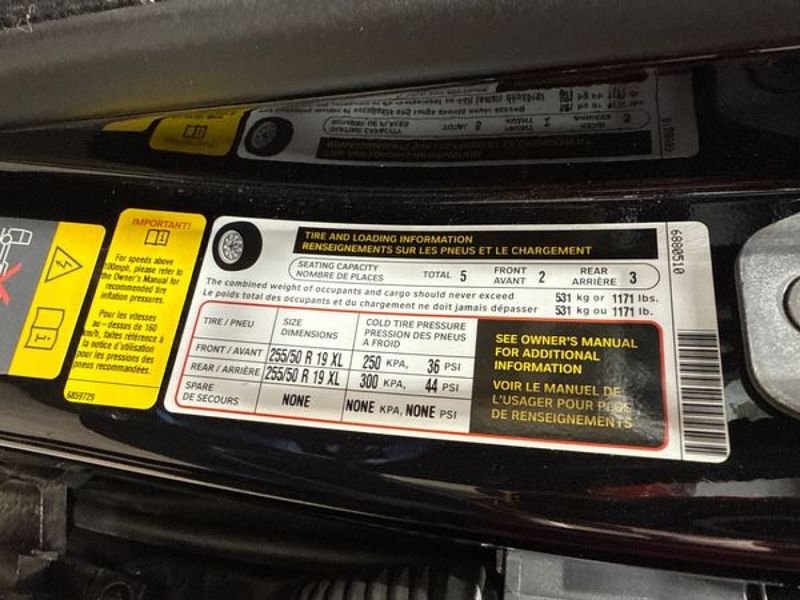 IMPORTANT!
For speeds above
100mph, please refer to
the Owner's Manual for
recommended tire
inflation pressures.
Pour les vitesses
au-dessus de 160
km/h, faites référence à
la notice d'utilisation
pour les pressions des
pneus recommandées.
6859729
TIRE AND LOADING INFORMATION
RENSEIGNEMENTS SUR LES PNEUS ET LE CHARGEMENT
SEATING CAPACITY
NOMBRE DE PLACES
TOTAL 5
FRONT
AVANT 2
REAR
ARRIÈRE 3
The combined weight of occupants and cargo should never exceed 531 kg or 1171 lbs.
Le poids total des occupants et du chargement ne doit jamais dépasser 531 kg ou 1171 lb.
TIRE / PNEU
SIZE
DIMENSIONS
COLD TIRE PRESSURE
PRESSION DES PNEUS
A FROID
FRONT / AVANT 255/50 R 19 XL 250 KPA, 36 PSI
REAR / ARRIÈRE 255/50 R 19 XL 300 KPA, 44 PSI
SPARE
DE SECOURS NONE NONE KPA, NONE PSI
SEE OWNER'S MANUAL
FOR ADDITIONAL
INFORMATION
VOIR LE MANUEL DE
L'USAGER POUR PLUS
DE RENSEIGNEMENTS
6880510